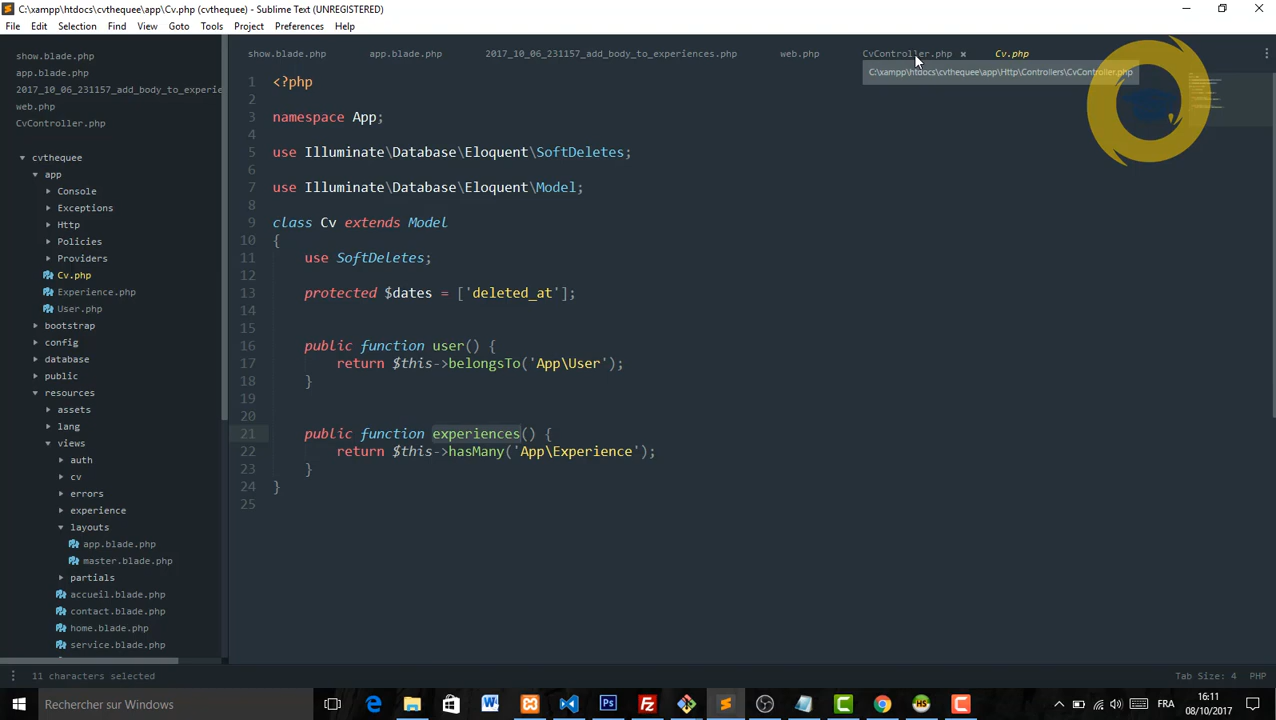 C:\xampp\htdocs\cvthequee\app\Cv.php (cvthequee) - Sublime Text (UNREGISTERED)
File Edit Selection Find View Goto Tools Project Preferences Help
show.blade.php
app.blade.php
2017_10_06_231157_add_body_to_experie
web.php
CvController.php
cvthequee
app
Console
Exceptions
Http
Policies
Providers
Cv.php
Experience.php
User.php
bootstrap
config
database
public
resources
assets
lang
views
auth
cv
errors
experience
layouts
app.blade.php
master.blade.php
partials
accueil.blade.php
contact.blade.php
home.blade.php
service.blade.php
show.blade.php app.blade.php 2017_10_06_231157_add_body_to_experiences.php web.php CvController.php × Cv.php
C:\xampp\htdocs\cvthequee\app\Http\Controllers\CvController.php
1 <?php
2
3 namespace App;
4
5 use Illuminate\Database\Eloquent\SoftDeletes;
6
7 use Illuminate\Database\Eloquent\Model;
8
9 class Cv extends Model
10 {
11 use SoftDeletes;
12
13 protected $dates = ['deleted_at'];
14
15
16 public function user() {
17 return $this->belongsTo('App\User');
18 }
19
20
21 public function experiences() {
22 return $this->hasMany('App\Experience');
23 }
24 }
25
11 characters selected
Tab Size: 4 PHP
Rechercher sur Windows
FRA
16:11
08/10/2017